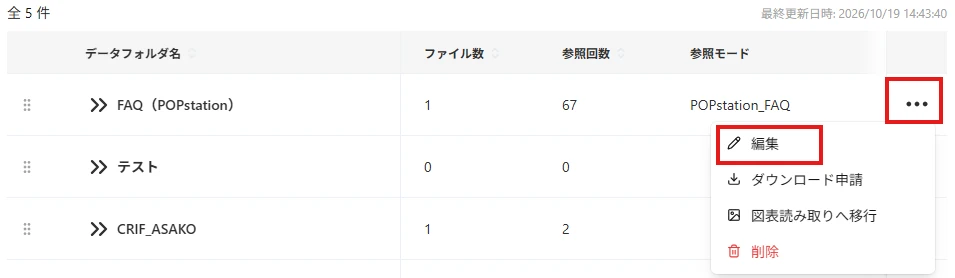 全 5 件
最終更新日時: 2026/10/19 14:43:40
データフォルダ名 ファイル数 参照回数 参照モード
FAQ（POPstation） 1 67 POPstation_FAQ
編集
テスト 0 0
ダウンロード申請
図表読み取りへ移行
CRIF_ASAKO 1 2
削除